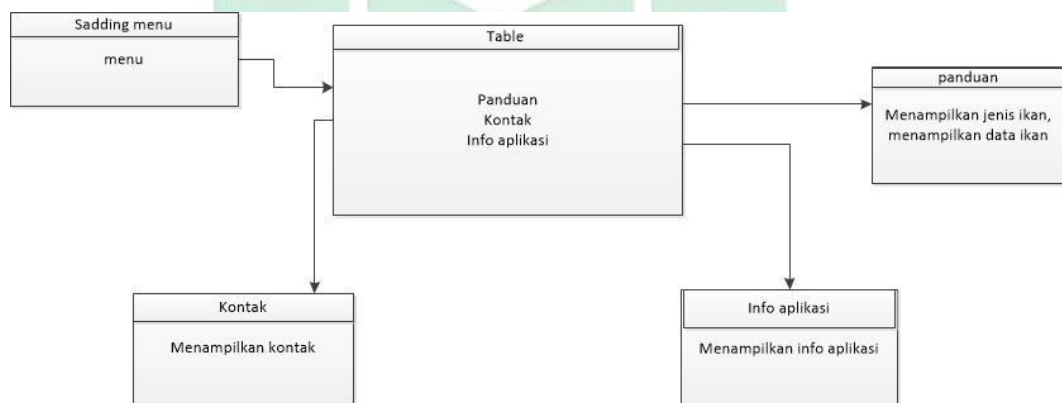 Sadding menu
menu
Table
Panduan
Kontak
Info aplikasi
panduan
Menampilkan jenis ikan,
menampilkan data ikan
Kontak
Menampilkan kontak
Info aplikasi
Menampilkan info aplikasi